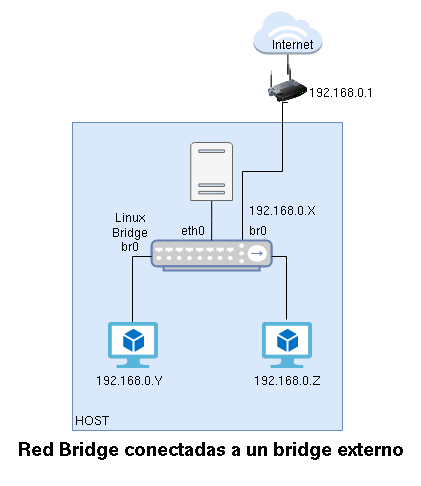 Internet
192.168.0.1
192.168.0.X
Linux
Bridge
br0
eth0
br0
192.168.0.Y
192.168.0.Z
HOST
Red Bridge conectadas a un bridge externo